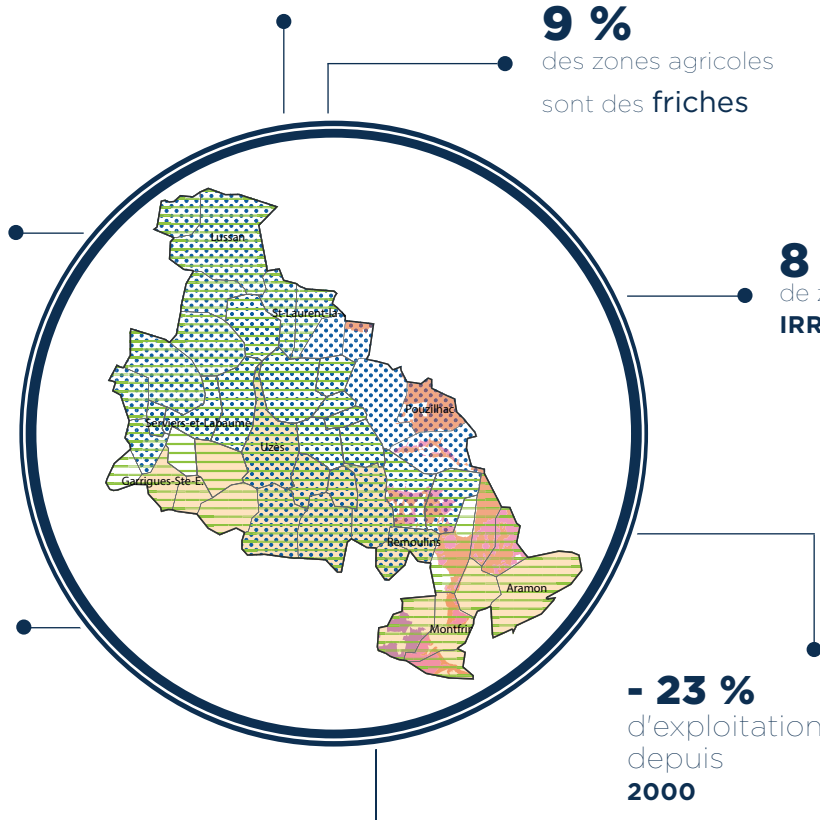 9 %
des zones agricoles
sont des friches
Lussan
8
de
St-Laurent-la-
IRR
Pouzilhac
Serviers-et-Labaume
Uzès
Garrigues-Ste-E.
Remoulins
Aramon
Montfrin
- 23 %
d'exploitation
depuis
2000